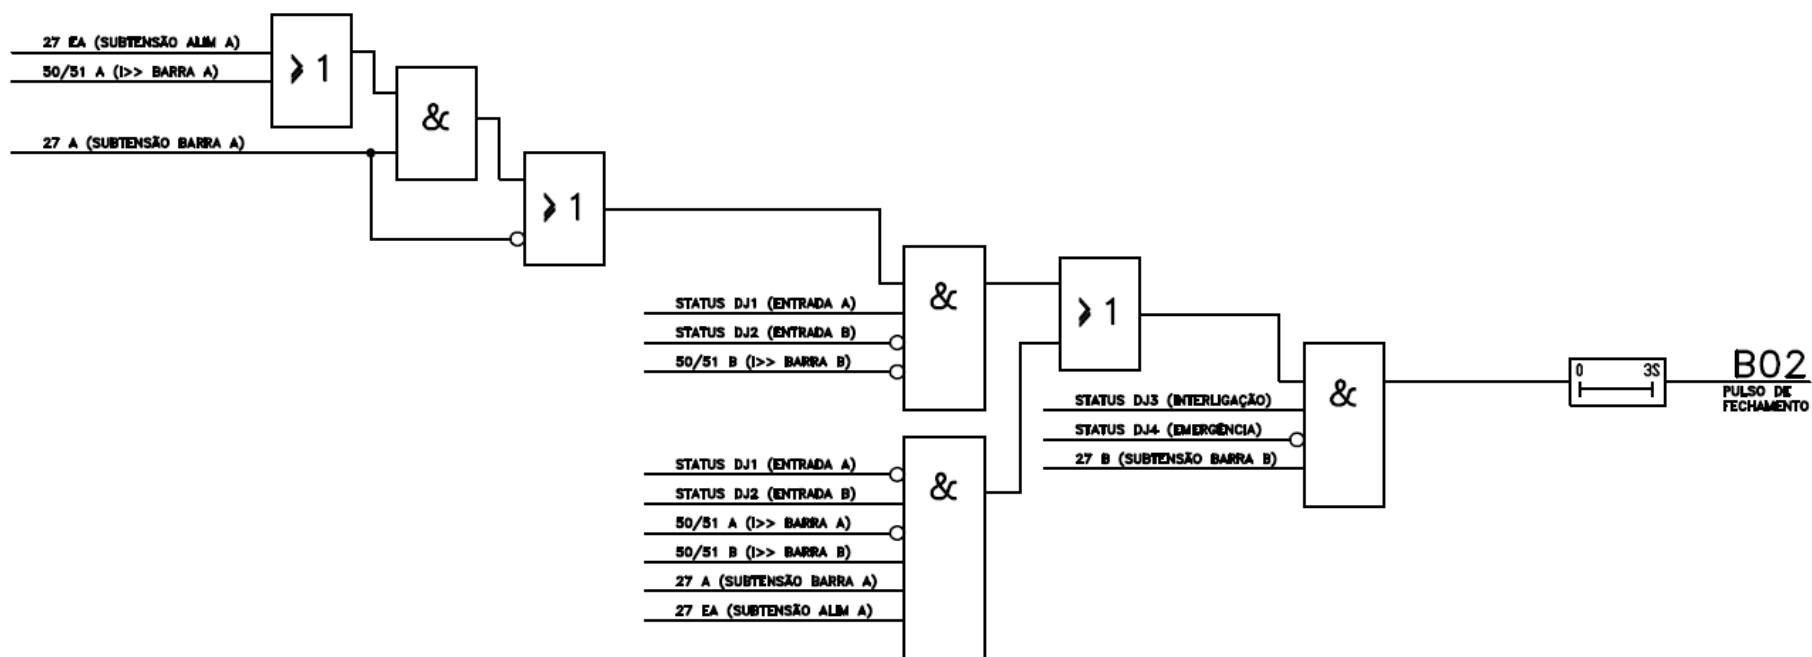 27 EA (SUBTENSÃO ALIM A)
50/51 A (I>> BARRA A)
≥ 1
&
27 A (SUBTENSÃO BARRA A)
≥ 1
&
STATUS DJ1 (ENTRADA A)
STATUS DJ2 (ENTRADA B)
50/51 B (I>> BARRA B)
≥ 1
STATUS DJ3 (INTERLIGAÇÃO)
STATUS DJ4 (EMERGÊNCIA)
27 B (SUBTENSÃO BARRA B)
&
0 3S
B02
PULSO DE
FECHAMENTO
STATUS DJ1 (ENTRADA A)
STATUS DJ2 (ENTRADA B)
50/51 A (I>> BARRA A)
50/51 B (I>> BARRA B)
27 A (SUBTENSÃO BARRA A)
27 EA (SUBTENSÃO ALIM A)
&